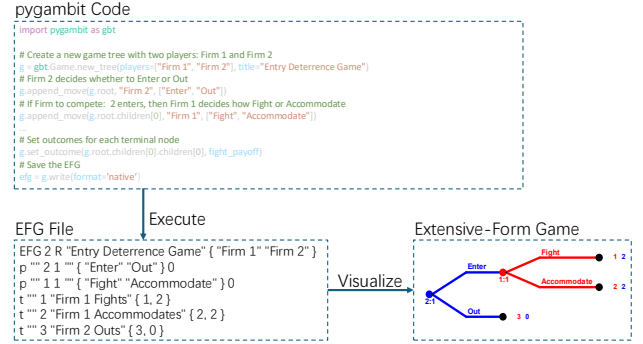 pygambit Code
import pygambit as gbt
# Create a new game tree with two players: Firm 1 and Firm 2
g = gbt.Game.new_tree(players=["Firm 1", "Firm 2"], title="Entry Deterrence Game")
# Firm 2 decides whether to Enter or Out
g.append_move(g.root, "Firm 2", ["Enter", "Out"])
# If Firm to compete:  2 enters, then Firm 1 decides how Fight or Accommodate
g.append_move(g.root.children[0], "Firm 1", ["Fight", "Accommodate"])
...
# Set outcomes for each terminal node
g.set_outcome(g.root.children[0].children[0], fight_payoff)
# Save the EFG
efg = g.write(format='native')
Execute
EFG File
EFG 2 R "Entry Deterrence Game" { "Firm 1" "Firm 2" }
p "" 2 1 "" { "Enter" "Out" } 0
p "" 1 1 "" { "Fight" "Accommodate" } 0
t "" 1 "Firm 1 Fights" { 1, 2 }
t "" 2 "Firm 1 Accommodates" { 2, 2 }
t "" 3 "Firm 2 Outs" { 3, 0 }
Visualize
Extensive-Form Game
Fight
1 2
Enter
1:1
Accommodate
2 2
2:1
Out
3 0